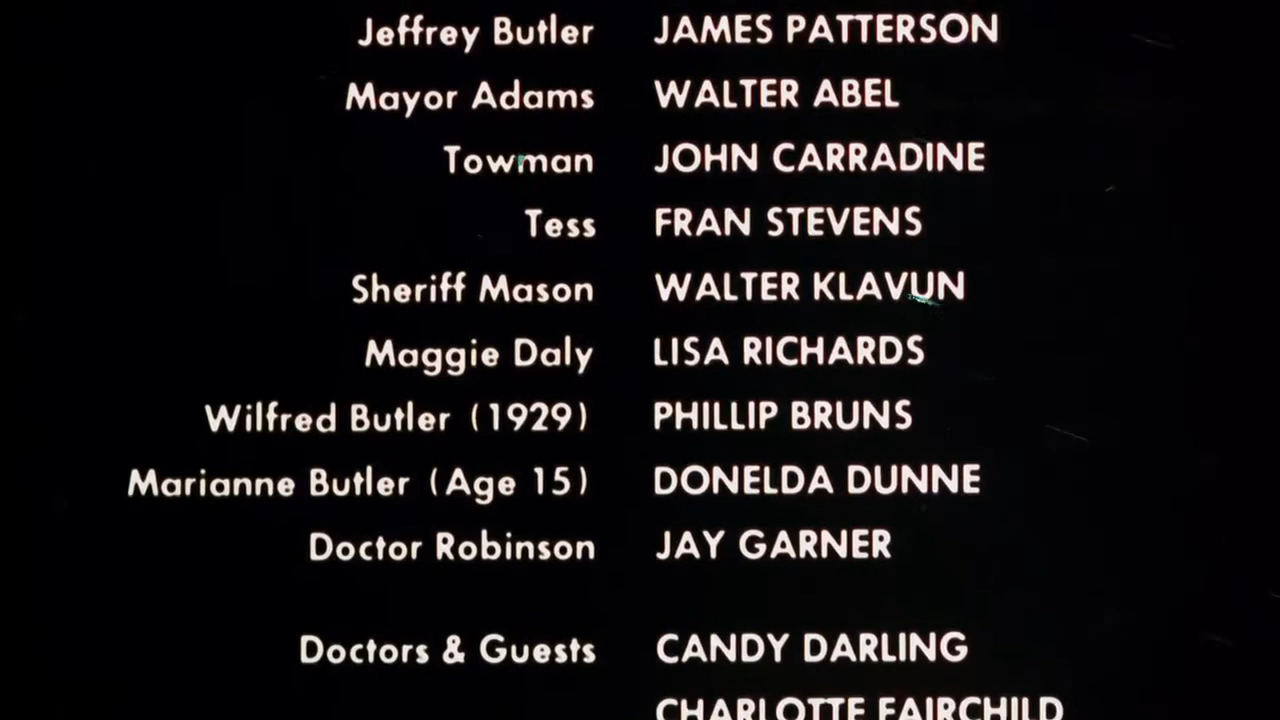 Jeffrey Butler JAMES PATTERSON
Mayor Adams WALTER ABEL
Towman JOHN CARRADINE
Tess FRAN STEVENS
Sheriff Mason WALTER KLAVUN
Maggie Daly LISA RICHARDS
Wilfred Butler (1929) PHILLIP BRUNS
Marianne Butler (Age 15) DONELDA DUNNE
Doctor Robinson JAY GARNER
Doctors & Guests CANDY DARLING
CHARLOTTE FAIRCHILD